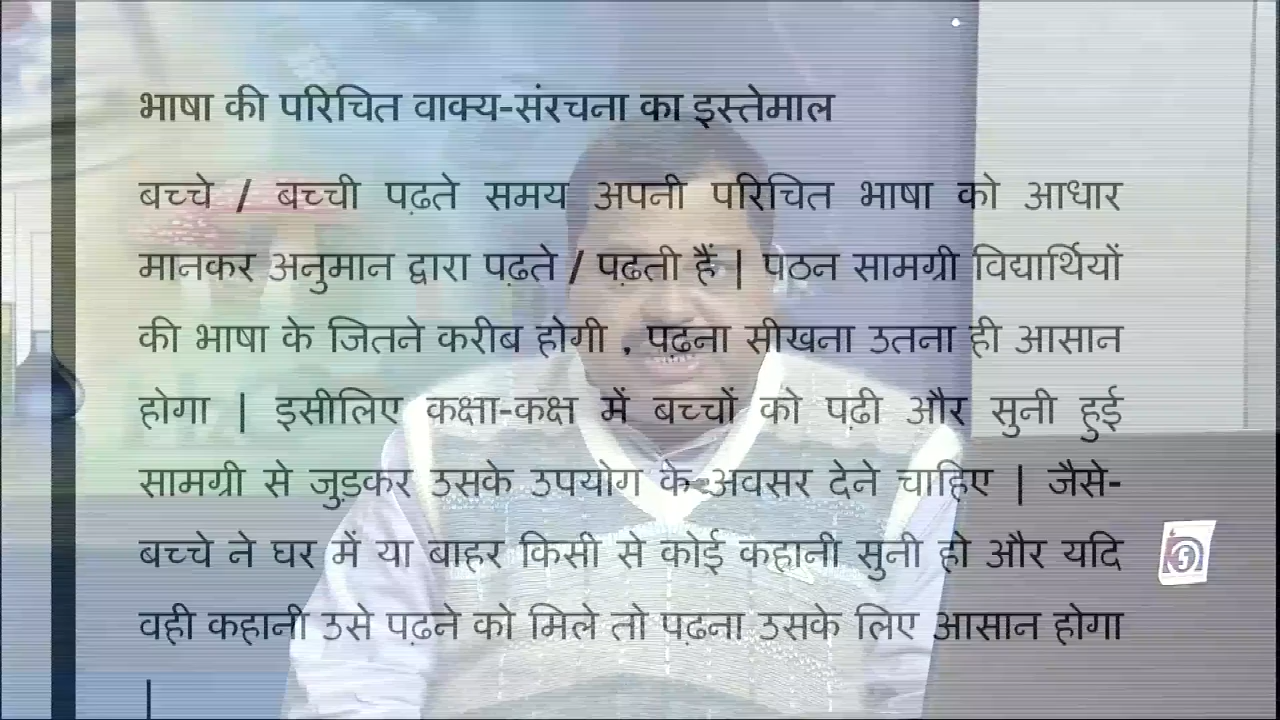 भाषा की परिचित वाक्य-संरचना का इस्तेमाल
बच्चे / बच्ची पढ़ते समय अपनी परिचित भाषा को आधार
मानकर अनुमान द्वारा पढ़ते / पढ़ती हैं | पठन सामग्री विद्यार्थियों
की भाषा के जितने करीब होगी , पढ़ना सीखना उतना ही आसान
होगा | इसीलिए कक्षा-कक्ष में बच्चों को पढ़ी और सुनी हुई
सामग्री से जुड़कर उसके उपयोग के अवसर देने चाहिए | जैसे-
बच्चे ने घर में या बाहर किसी से कोई कहानी सुनी हो और यदि
वही कहानी उसे पढ़ने को मिले तो पढ़ना उसके लिए आसान होगा
|